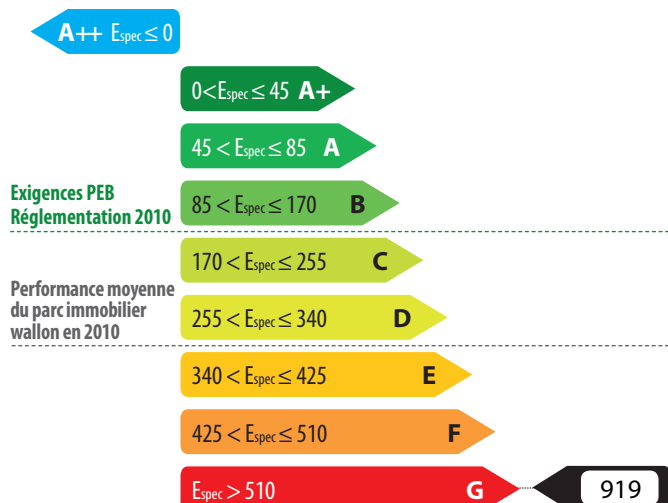 A++ Espec ≤ 0
0<Espec ≤ 45 A+
45 < Espec ≤ 85 A
Exigences PEB
Réglementation 2010
85 < Espec ≤ 170 B
170 < Espec ≤ 255 C
Performance moyenne
du parc immobilier
wallon en 2010
255 < Espec ≤ 340 D
340 < Espec ≤ 425 E
425 < Espec ≤ 510 F
Espec > 510 G 919